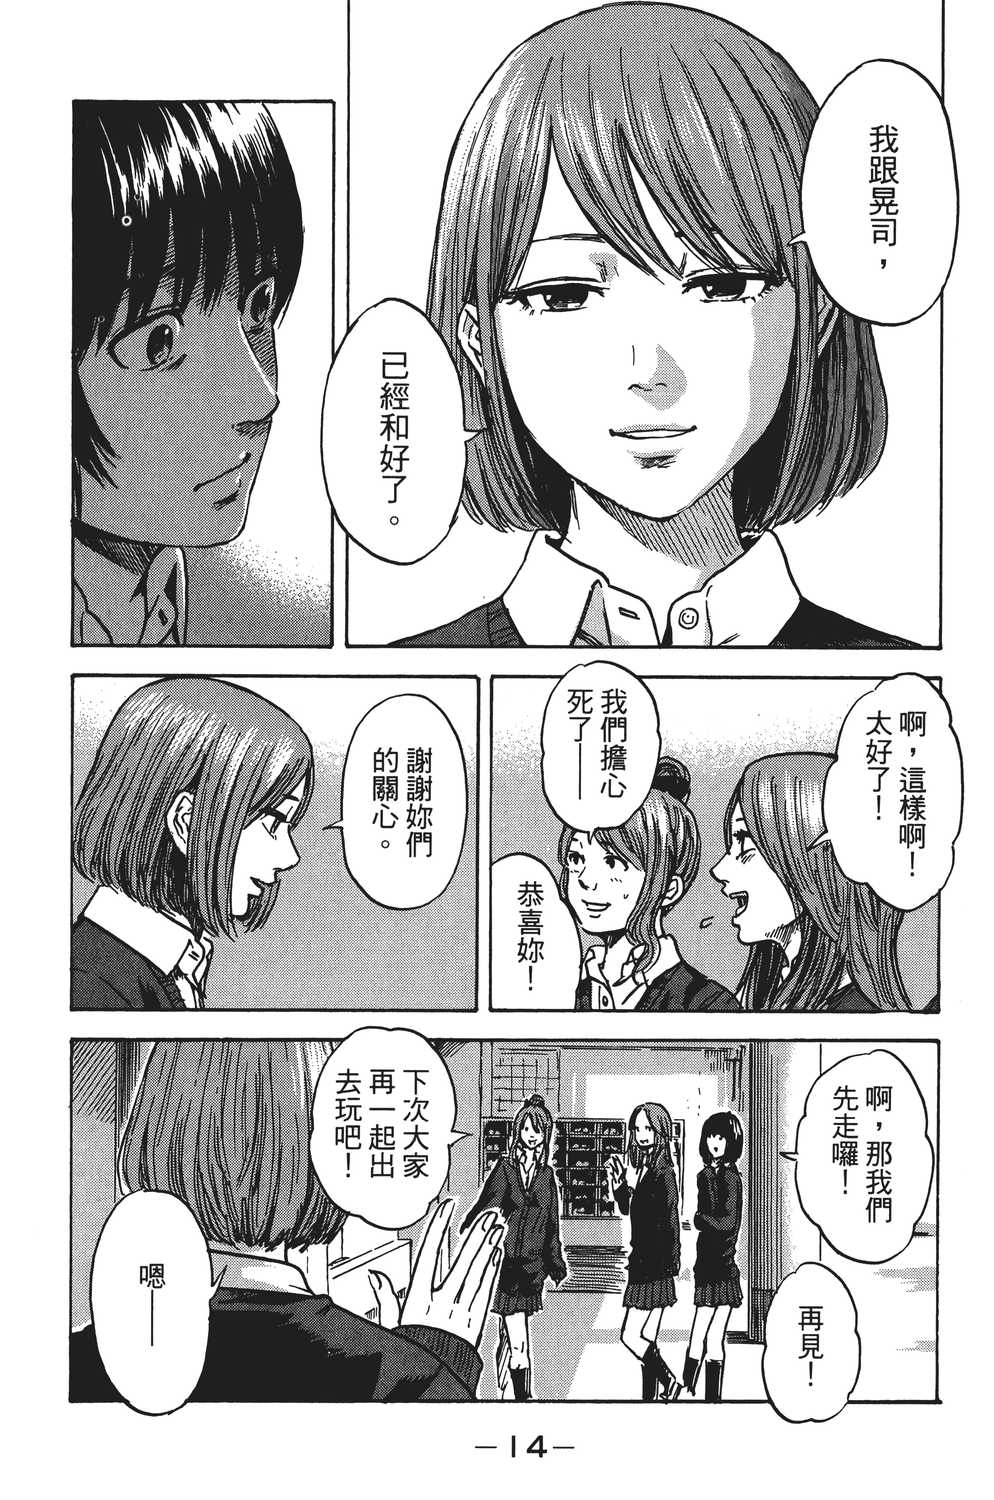 我跟晃司，
已經和好了。
啊，這樣啊！
太好了！
我們擔心
死了——
恭喜妳！
謝謝妳們
的關心。
啊，那我們
先走囉！
再見！
下次大家
再一起出
去玩吧！
嗯——
—14—